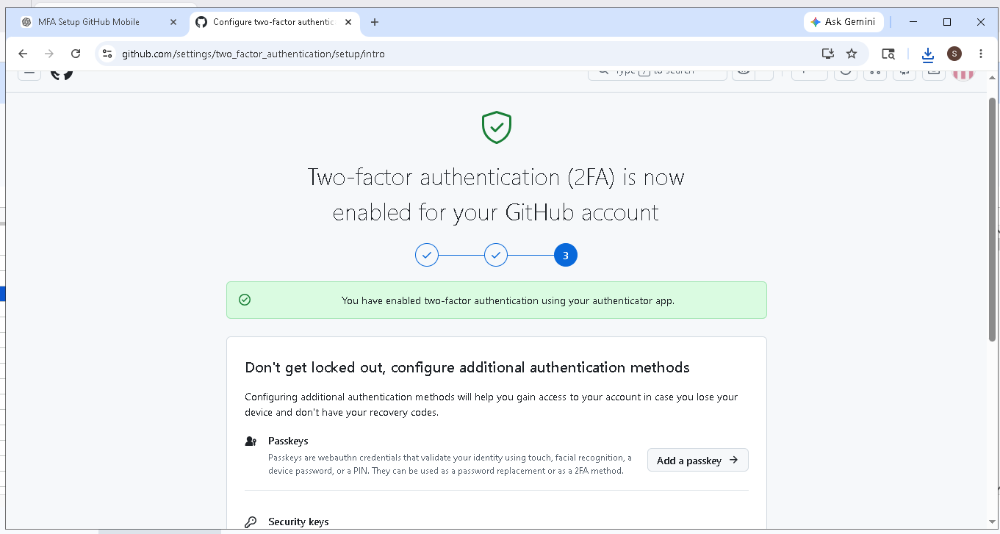 MFA Setup GitHub Mobile
Configure two-factor authentic
Ask Gemini
github.com/settings/two_factor_authentication/setup/intro
S
Type / to search
Two-factor authentication (2FA) is now
enabled for your GitHub account
3
You have enabled two-factor authentication using your authenticator app.
Don't get locked out, configure additional authentication methods
Configuring additional authentication methods will help you gain access to your account in case you lose your
device and don't have your recovery codes.
Passkeys
Passkeys are webauthn credentials that validate your identity using touch, facial recognition, a
device password, or a PIN. They can be used as a password replacement or as a 2FA method.
Add a passkey
Security keys